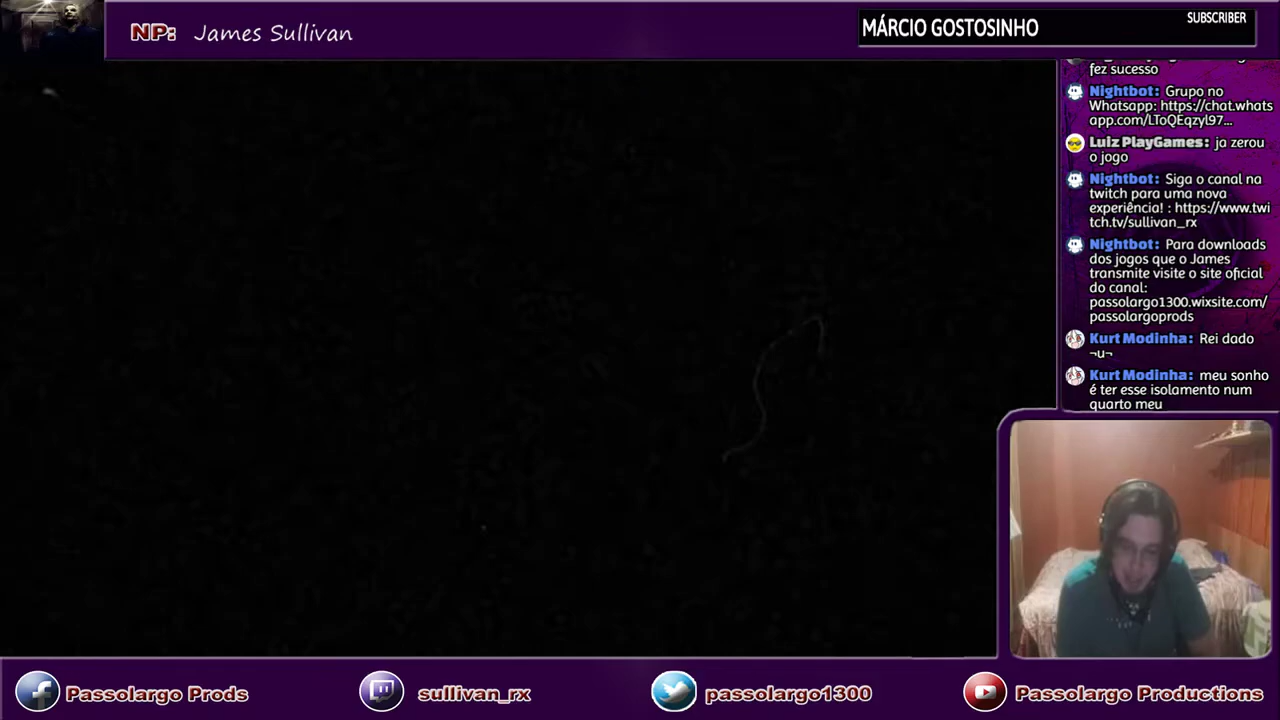 NP: James Sullivan
MÁRCIO GOSTOSINHO
SUBSCRIBER
fez sucesso
Nightbot: Grupo no
Whatsapp: https://chat.whats
app.com/LToQEqzyl97...
Luiz PlayGames: ja zerou
o jogo
Nightbot: Siga o canal na
twitch para uma nova
experiência! : https://www.twi
tch.tv/sullivan_rx
Nightbot: Para downloads
dos jogos que o James
transmite visite o site oficial
do canal:
passolargo1300.wixsite.com/
passolargoprods
Kurt Modinha: Rei dado
¬u¬
Kurt Modinha: meu sonho
é ter esse isolamento num
quarto meu
Passolargo Prods
sullivan_rx
passolargo1300
Passolargo Productions